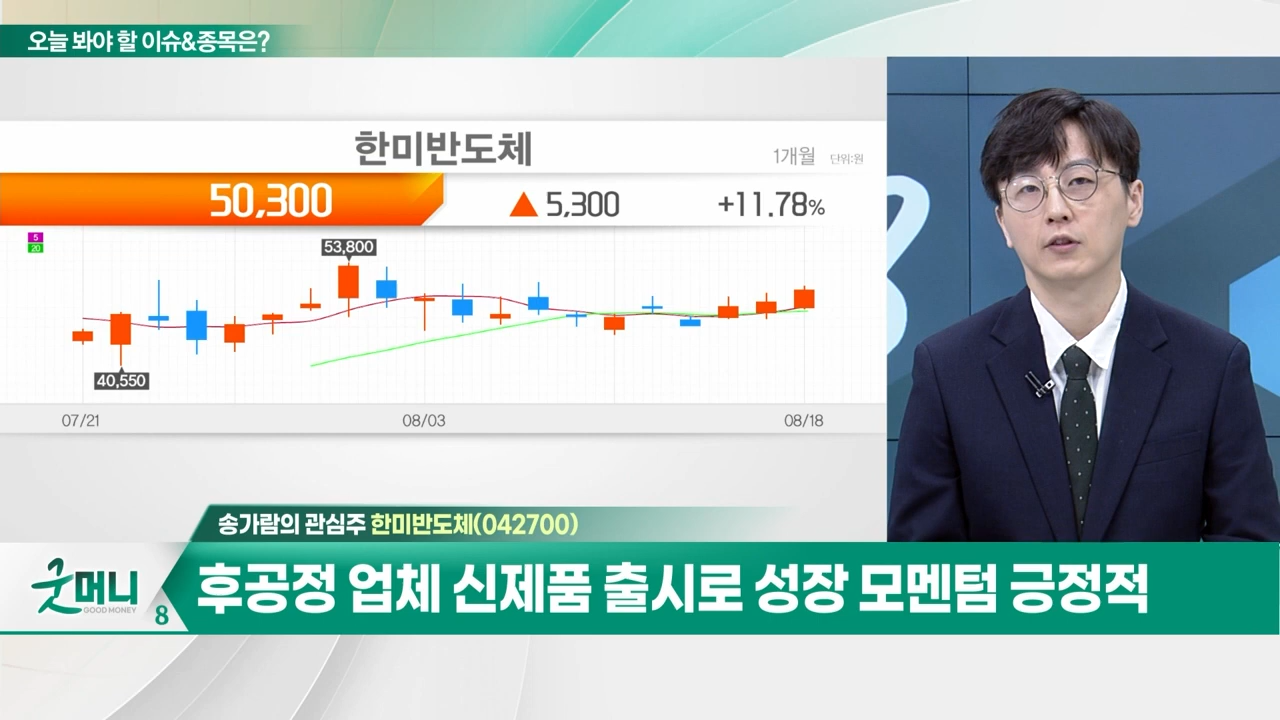 오늘 봐야 할 이슈&종목은?
한미반도체
1개월 단위:원
50,300 ▲ 5,300 +11.78%
5
20
53,800
40,550
07/21 08/03 08/18
송가람의 관심주 한미반도체(042700)
굿머니
GOOD MONEY
8
후공정 업체 신제품 출시로 성장 모멘텀 긍정적